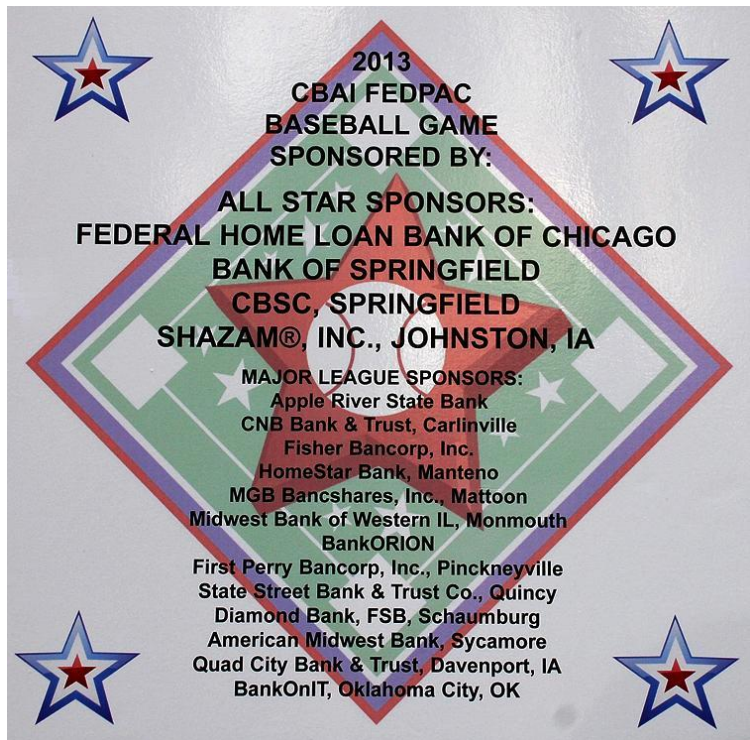 2013
CBAI FEDPAC
BASEBALL GAME
SPONSORED BY:
ALL STAR SPONSORS:
FEDERAL HOME LOAN BANK OF CHICAGO
BANK OF SPRINGFIELD
CBSC, SPRINGFIELD
SHAZAM®, INC., JOHNSTON, IA
MAJOR LEAGUE SPONSORS:
Apple River State Bank
CNB Bank & Trust, Carlinville
Fisher Bancorp, Inc.
HomeStar Bank, Manteno
MGB Bancshares, Inc., Mattoon
Midwest Bank of Western IL, Monmouth
BankORION
First Perry Bancorp, Inc., Pinckneyville
State Street Bank & Trust Co., Quincy
Diamond Bank, FSB, Schaumburg
American Midwest Bank, Sycamore
Quad City Bank & Trust, Davenport, IA
BankOnIT, Oklahoma City, OK